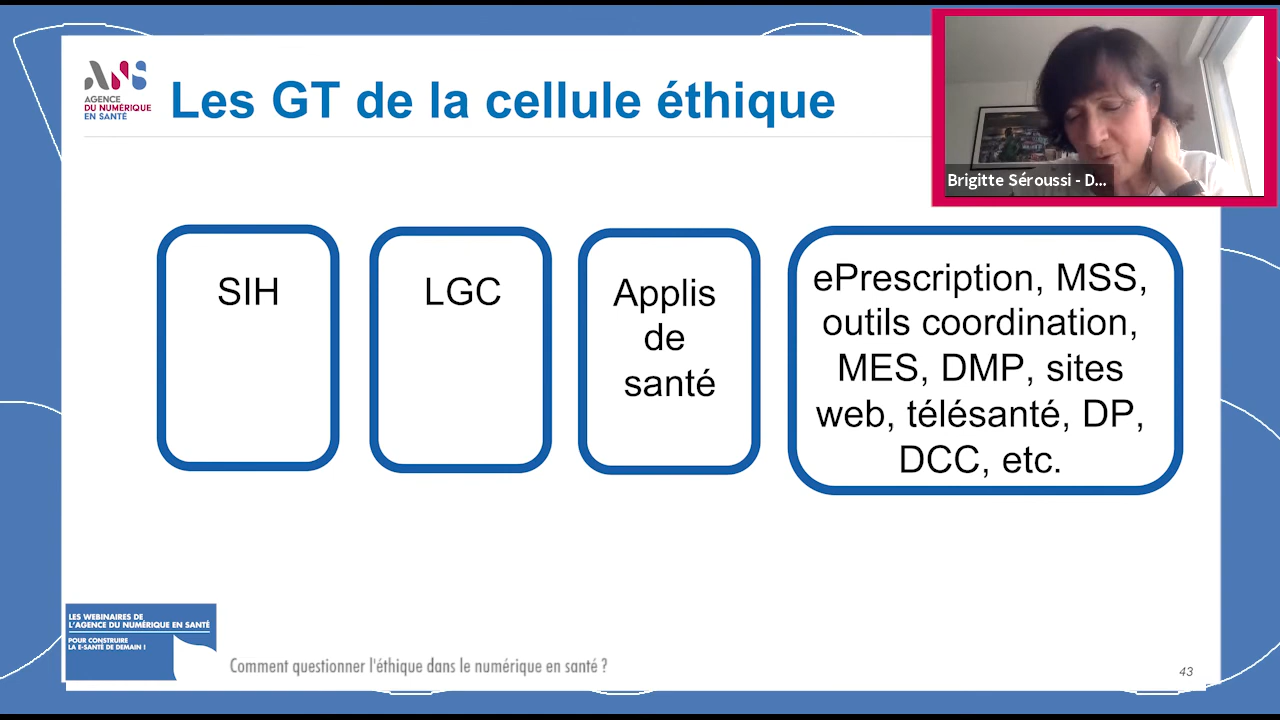 ANS
AGENCE
DU NUMÉRIQUE
EN SANTÉ
Les GT de la cellule éthique
Brigitte Séroussi - D...
SIH
LGC
Applis
de
santé
ePrescription, MSS,
outils coordination,
MES, DMP, sites
web, télésanté, DP,
DCC, etc.
LES WEBINAIRES DE
L'AGENCE DU NUMÉRIQUE EN SANTÉ
POUR CONSTRUIRE
LA E-SANTÉ DE DEMAIN !
Comment questionner l'éthique dans le numérique en santé ?
43